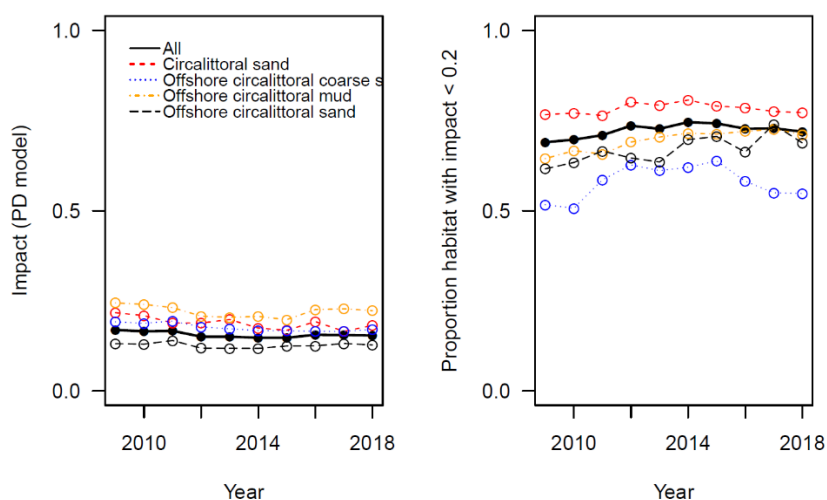 1.0
0.5
0.0
Impact (PD model)
All
Circalittoral sand
Offshore circalittoral coarse s
Offshore circalittoral mud
Offshore circalittoral sand
2010
2014
2018
Year
1.0
0.5
0.0
Proportion habitat with impact < 0.2
2010
2014
2018
Year